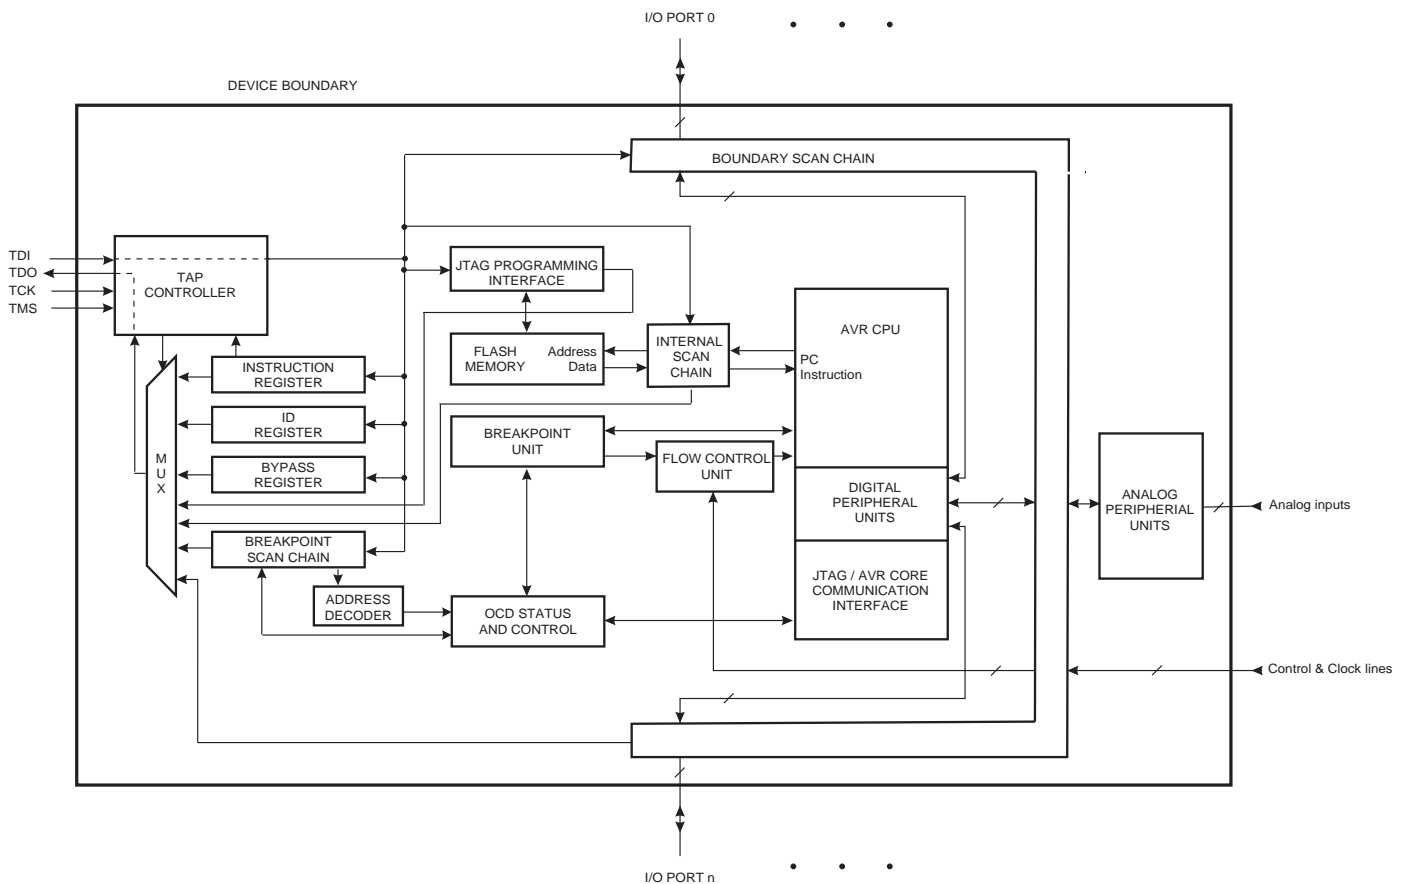 I/O PORT 0
DEVICE BOUNDARY
BOUNDARY SCAN CHAIN
TDI
TDO
TCK
TMS
TAP
CONTROLLER
JTAG PROGRAMMING
INTERFACE
AVR CPU
FLASH
MEMORY
Address
Data
INTERNAL
SCAN
CHAIN
PC
Instruction
INSTRUCTION
REGISTER
ID
REGISTER
BREAKPOINT
UNIT
FLOW CONTROL
UNIT
M
U
X
BYPASS
REGISTER
DIGITAL
PERIPHERAL
UNITS
ANALOG
PERIPHERIAL
UNITS
Analog inputs
BREAKPOINT
SCAN CHAIN
JTAG / AVR CORE
COMMUNICATION
INTERFACE
ADDRESS
DECODER
OCD STATUS
AND CONTROL
Control & Clock lines
I/O PORT n